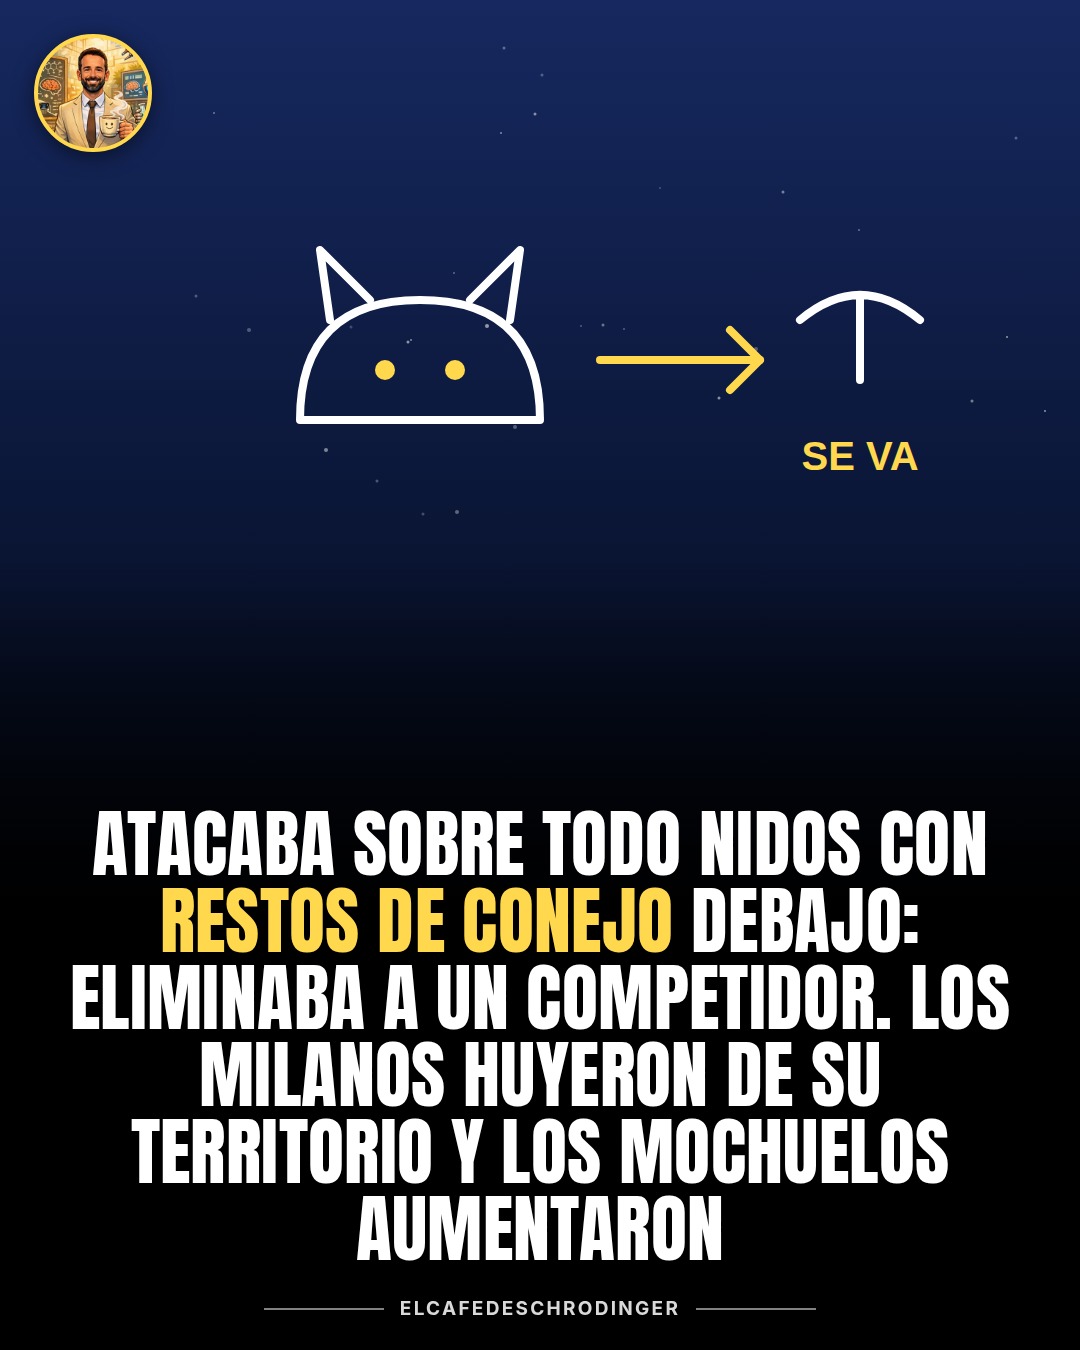 SE VA
ATACABA SOBRE TODO NIDOS CON
RESTOS DE CONEJO DEBAJO:
ELIMINABA A UN COMPETIDOR. LOS
MILANOS HUYERON DE SU
TERRITORIO Y LOS MOCHUELOS
AUMENTARON
ELCAFEDESCHRODINGER